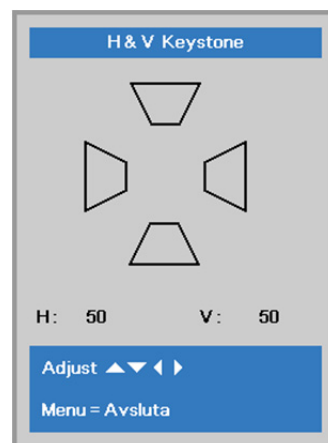 H & V Keystone
H: 50 V: 50
Adjust ▲▼◀▶
Menu = Avsluta